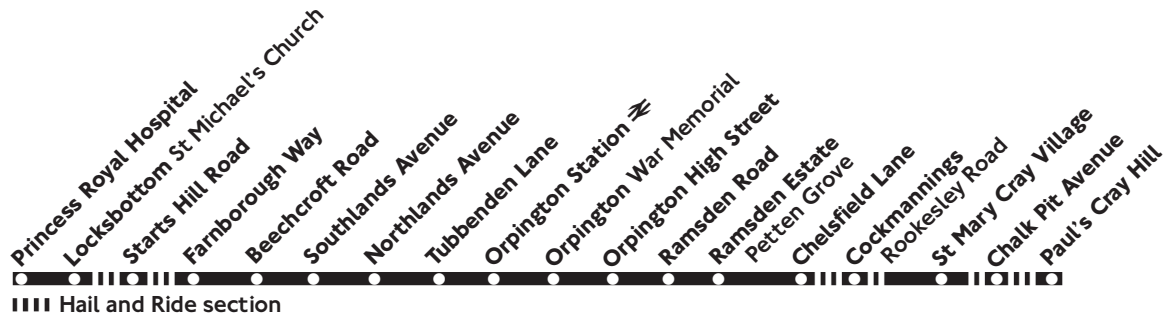 Princess Royal Hospital
Locksbottom St Michael's Church
Starts Hill Road
Farnborough Way
Beechcroft Road
Southlands Avenue
Northlands Avenue
Tubbenden Lane
Orpington Station
Orpington War Memorial
Orpington High Street
Ramsden Road
Ramsden Estate
Petten Grove
Chelsfield Lane
Cockmannings
Rookesley Road
St Mary Cray Village
Chalk Pit Avenue
Paul's Cray Hill
Hail and Ride section